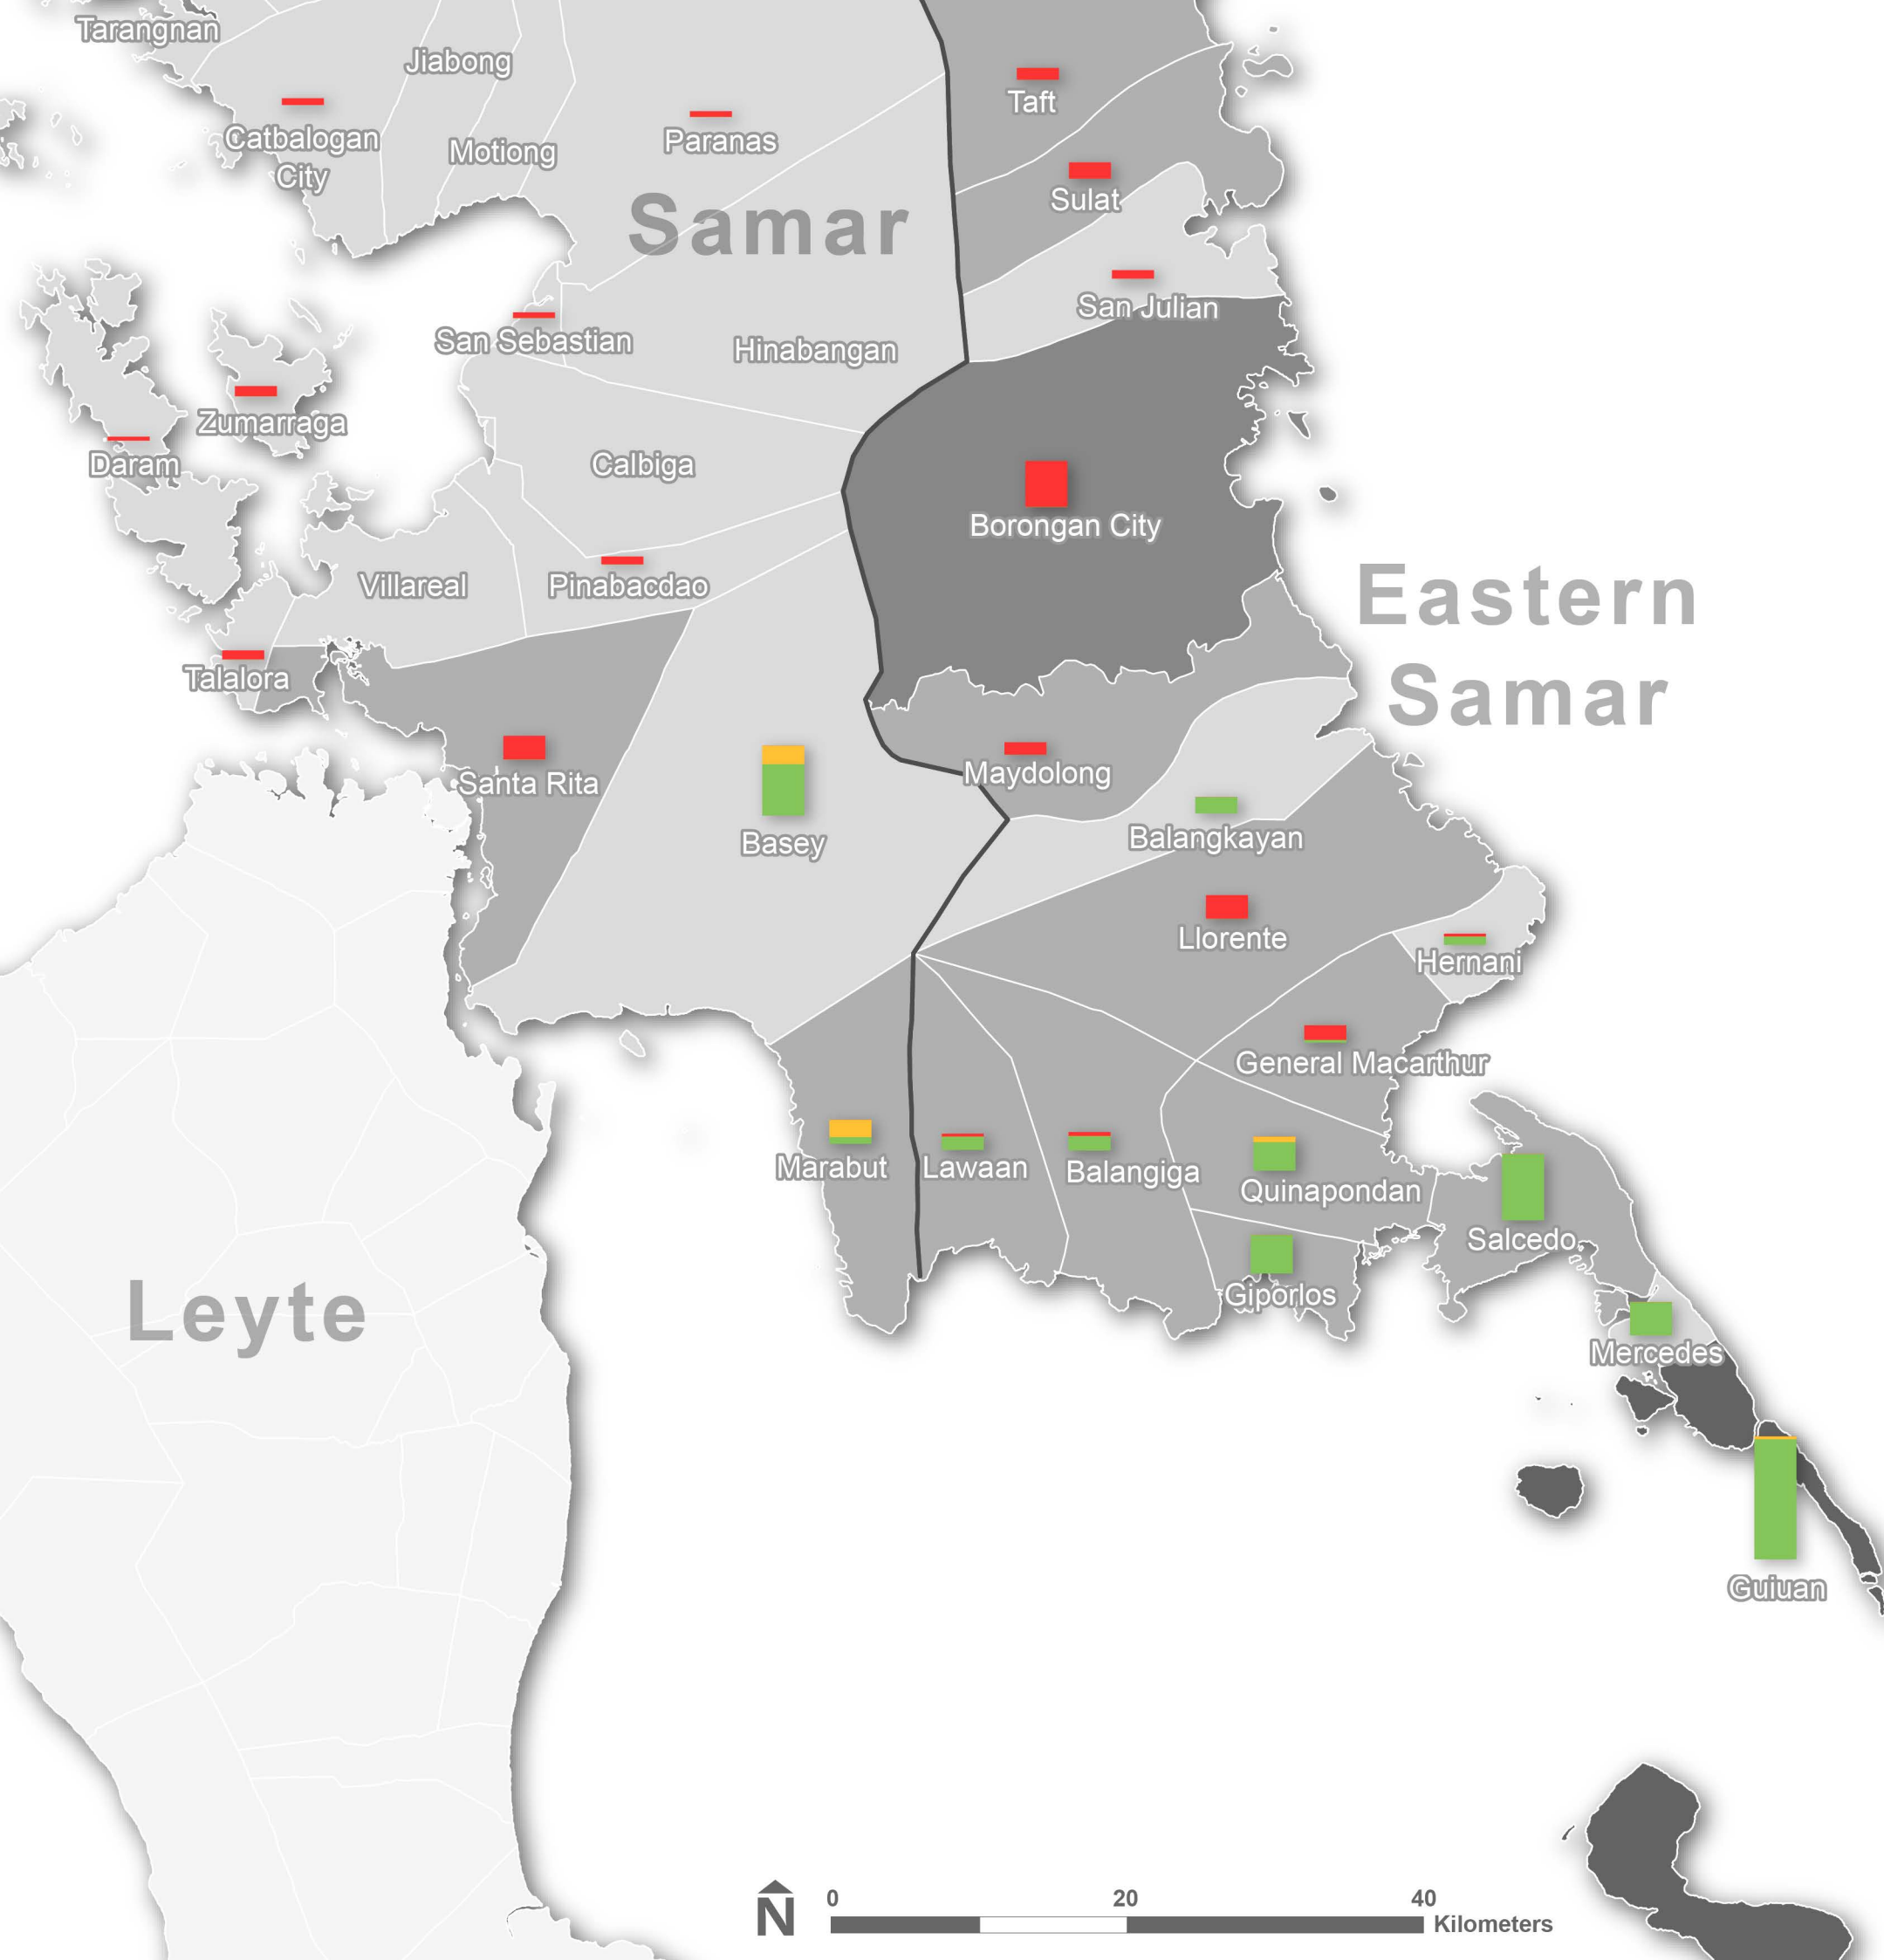 Tarangnan
Jiabong
Taft
Catbalogan
City
Motiong
Paranas
Sulat
Samar
San Julian
San Sebastian
Hinabangan
Zumarraga
Daram
Calbiga
Borongan City
Villareal
Pinabacdao
Eastern
Samar
Talalora
Santa Rita
Maydolong
Basey
Balangkayan
Llorente
Hernani
General Macarthur
Marabut
Lawaan
Balangiga
Quinapondan
Salcedo
Giporlos
Leyte
Mercedes
Guiuan
N
0 20 40
Kilometers